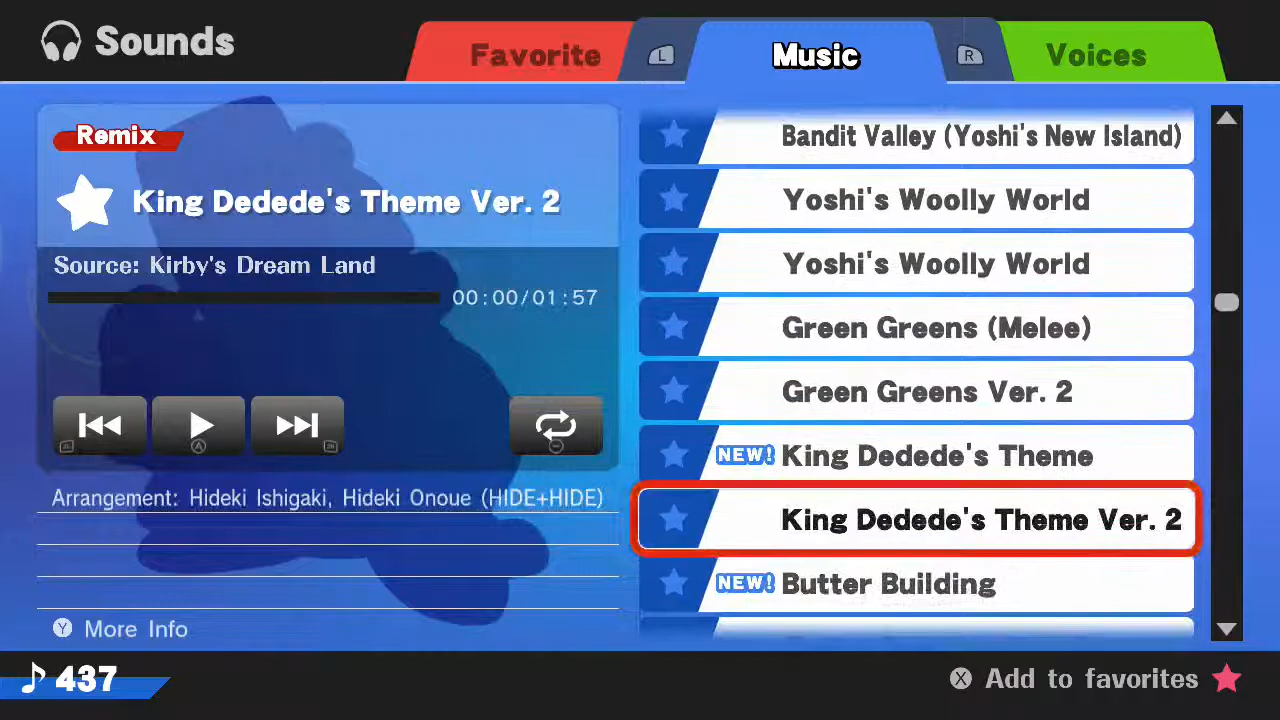 Sounds
Favorite
L
Music
R
Voices
Remix
King Dedede's Theme Ver. 2
Source: Kirby's Dream Land
00:00/01:57
ZL
A
ZR
Arrangement: Hideki Ishigaki, Hideki Onoue (HIDE+HIDE)
Y More Info
Bandit Valley (Yoshi's New Island)
Yoshi's Woolly World
Yoshi's Woolly World
Green Greens (Melee)
Green Greens Ver. 2
NEW! King Dedede's Theme
King Dedede's Theme Ver. 2
NEW! Butter Building
437
X Add to favorites